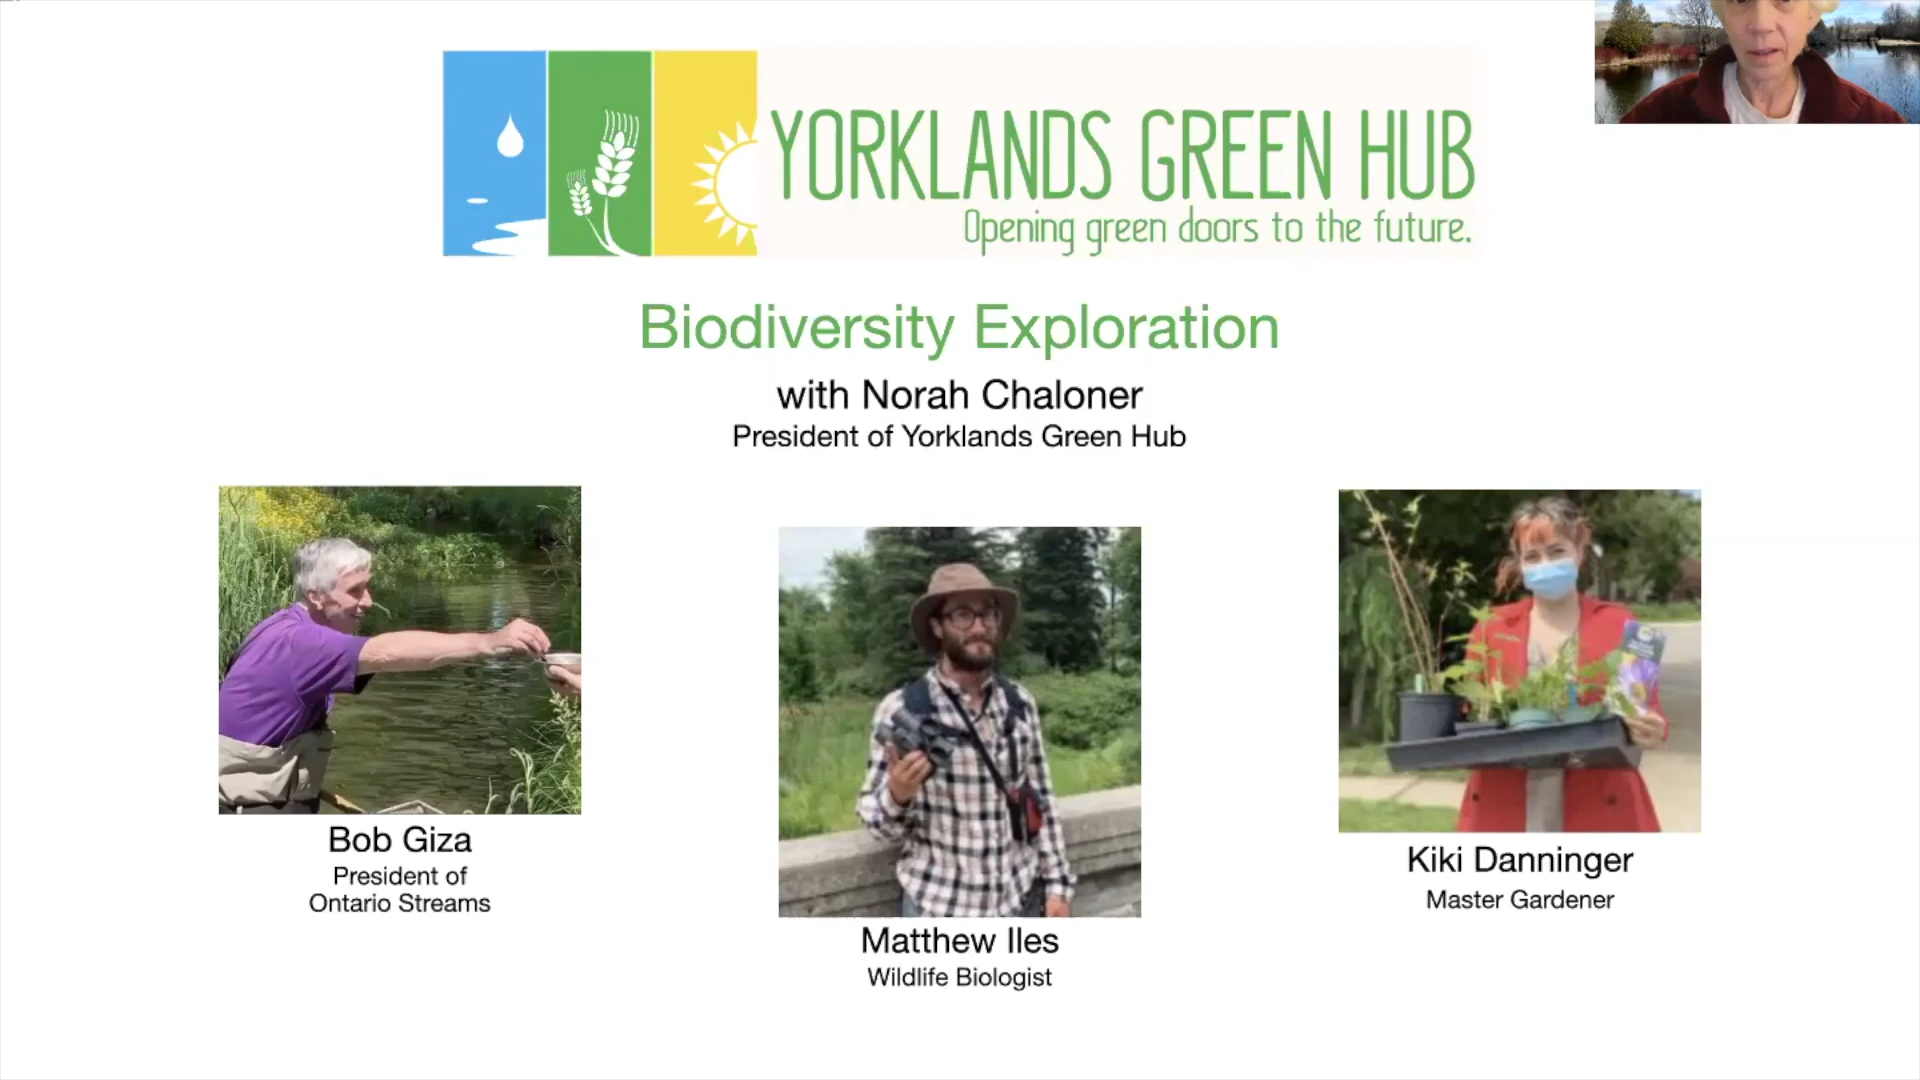 YORKLANDS GREEN HUB
Opening green doors to the future.
Biodiversity Exploration
with Norah Chaloner
President of Yorklands Green Hub
Bob Giza
President of
Ontario Streams
Matthew Iles
Wildlife Biologist
Kiki Danninger
Master Gardener